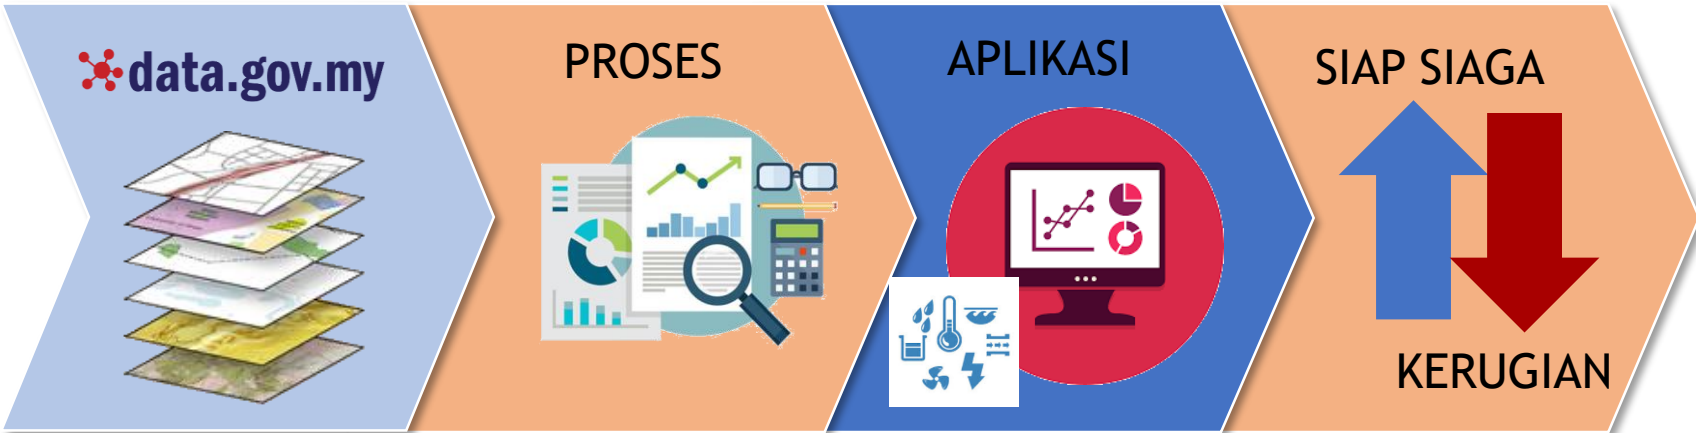 data.gov.my
PROSES
APLIKASI
SIAP SIAGA
KERUGIAN